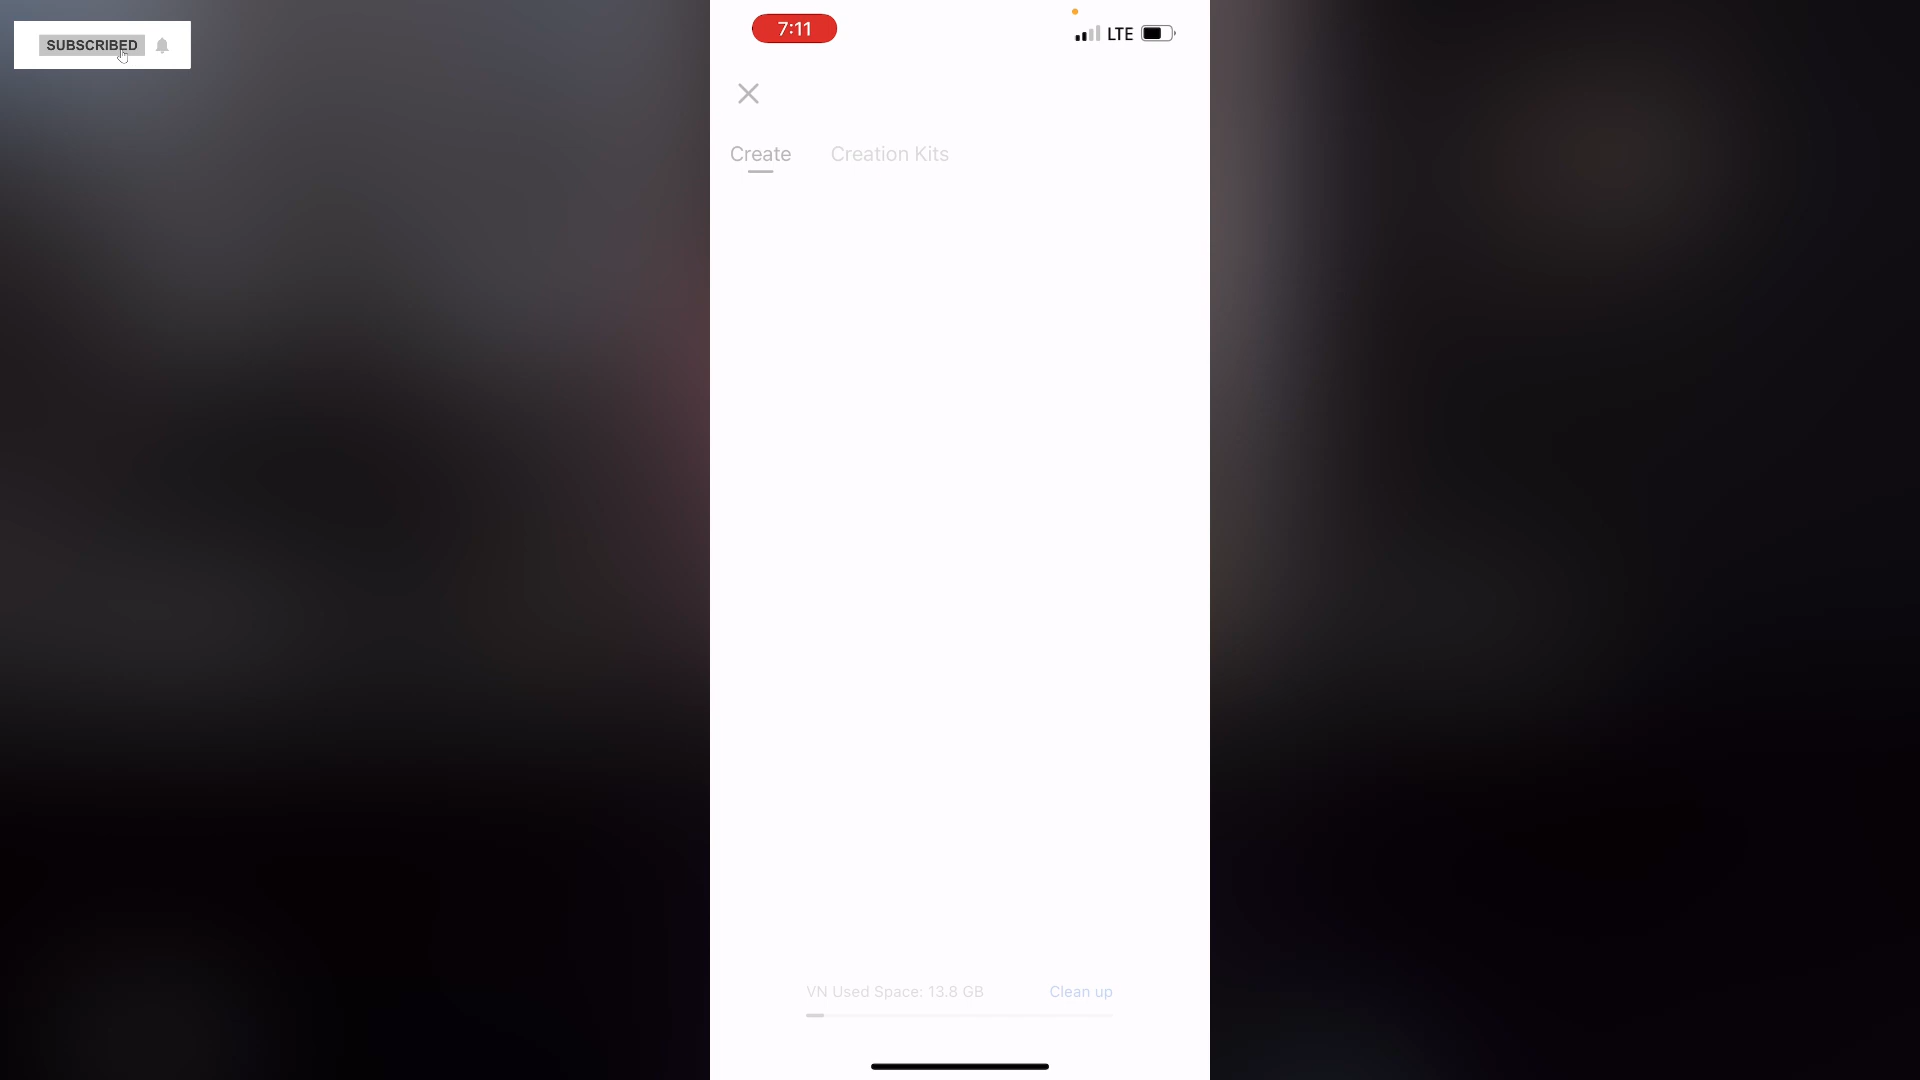 SUBSCRIBED
7:11
LTE
Create
Creation Kits
VN Used Space: 13.8 GB
Clean up